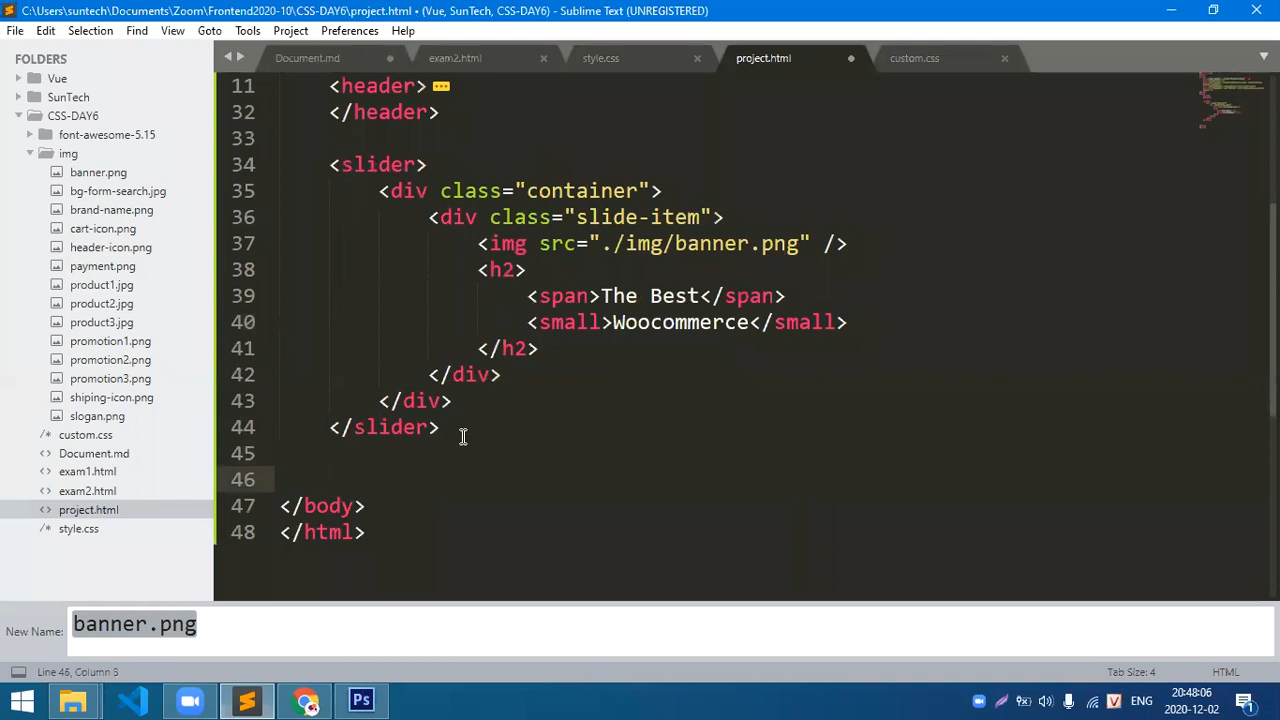 C:\Users\suntech\Documents\Zoom\Frontend2020-10\CSS-DAY6\project.html • (Vue, SunTech, CSS-DAY6) - Sublime Text (UNREGISTERED)
File Edit Selection Find View Goto Tools Project Preferences Help
FOLDERS
Vue
SunTech
CSS-DAY6
font-awesome-5.15
img
banner.png
bg-form-search.jpg
brand-name.png
cart-icon.png
header-icon.png
payment.png
product1.jpg
product2.jpg
product3.jpg
promotion1.png
promotion2.png
promotion3.png
shiping-icon.png
slogan.png
custom.css
Document.md
exam1.html
exam2.html
project.html
style.css
Document.md exam2.html style.css project.html custom.css
11 <header>
32 </header>
33
34 <slider>
35 <div class="container">
36 <div class="slide-item">
37 <img src="./img/banner.png" />
38 <h2>
39 <span>The Best</span>
40 <small>Woocommerce</small>
41 </h2>
42 </div>
43 </div>
44 </slider>
45
46
47 </body>
48 </html>
New Name: banner.png
Line 46, Column 3 Tab Size: 4 HTML
Ps ENG 20:48:06
2020-12-02